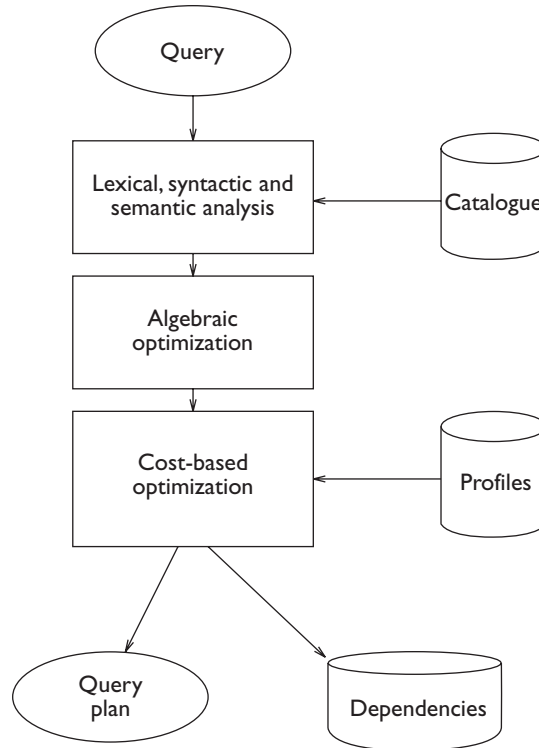 Query
Lexical, syntactic and
semantic analysis
Catalogue
Algebraic
optimization
Cost-based
optimization
Profiles
Query
plan
Dependencies